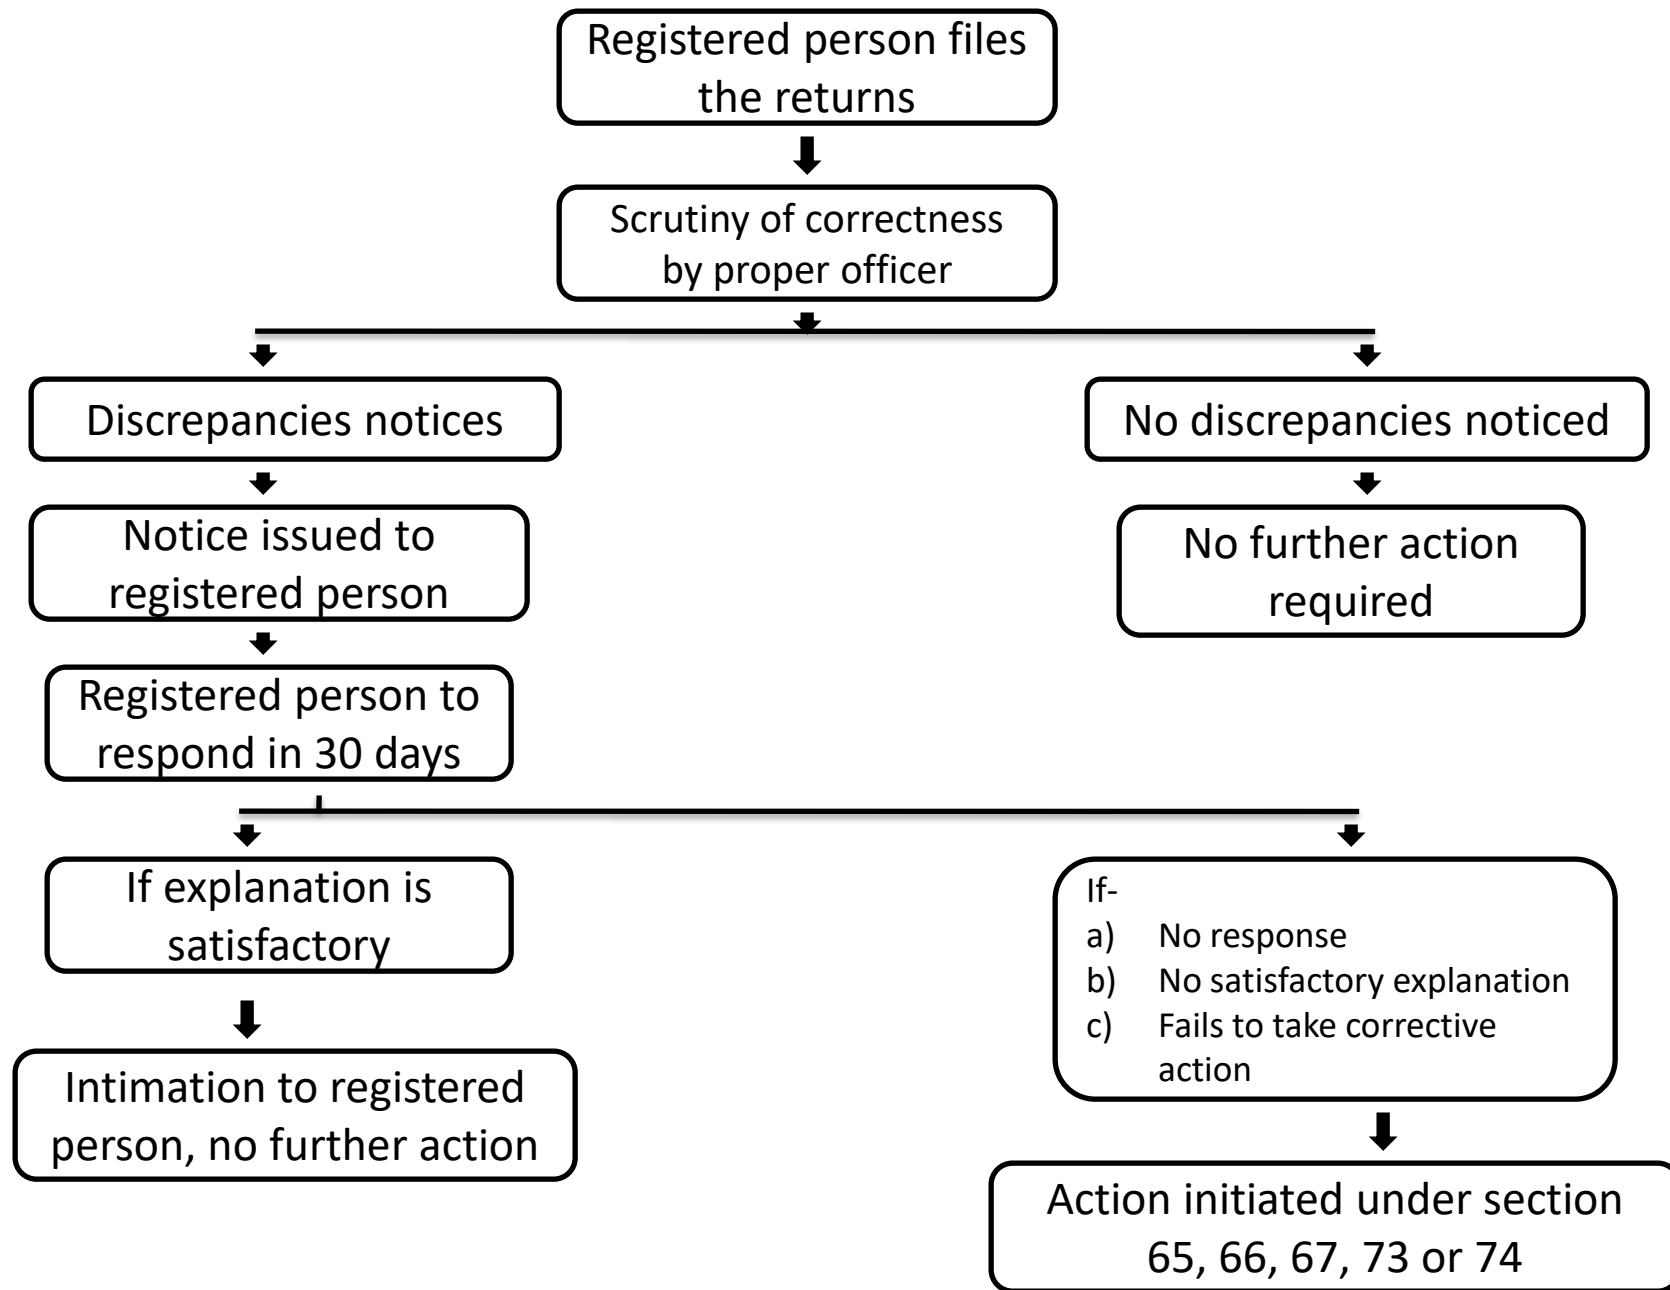 Registered person files
the returns
Scrutiny of correctness
by proper officer
Discrepancies notices
No discrepancies noticed
Notice issued to
registered person
No further action
required
Registered person to
respond in 30 days
If explanation is
satisfactory
If-
a) No response
b) No satisfactory explanation
c) Fails to take corrective
action
Intimation to registered
person, no further action
Action initiated under section
65, 66, 67, 73 or 74